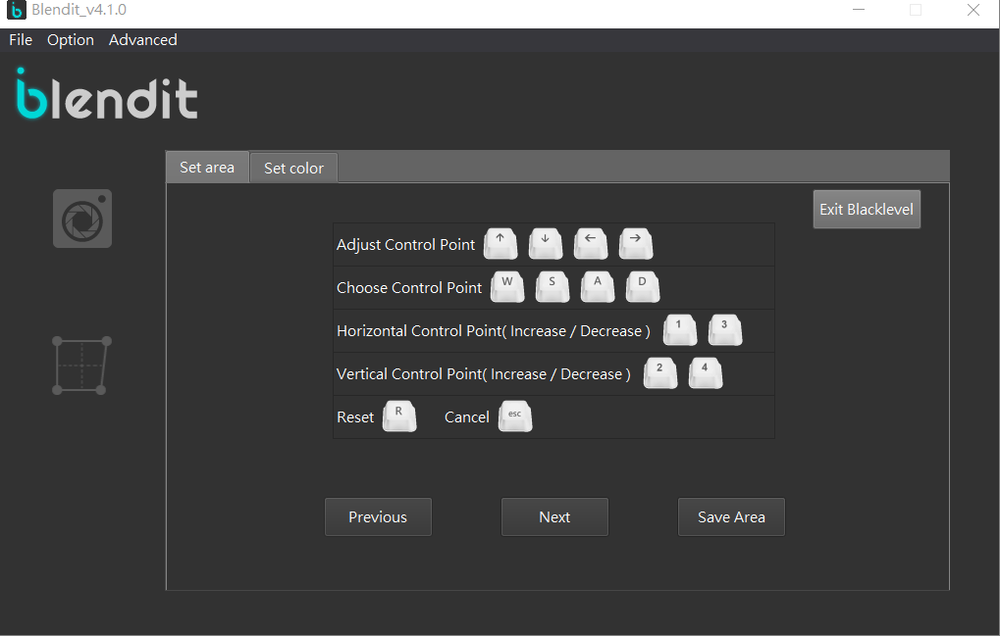 Blendit_v4.1.0
File Option Advanced
blendit
Set area Set color
Exit Blacklevel
Adjust Control Point ↑ ↓ ← →
Choose Control Point W S A D
Horizontal Control Point( Increase / Decrease ) 1 3
Vertical Control Point( Increase / Decrease ) 2 4
Reset R Cancel esc
Previous Next Save Area